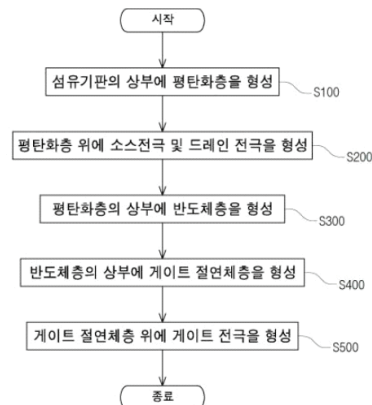 시작
섬유기판의 상부에 평탄화층을 형성
S100
평탄화층 위에 소스전극 및 드레인 전극을 형성
S200
평탄화층의 상부에 반도체층을 형성
S300
반도체층의 상부에 게이트 절연체층을 형성
S400
게이트 절연체층 위에 게이트 전극을 형성
S500
종료